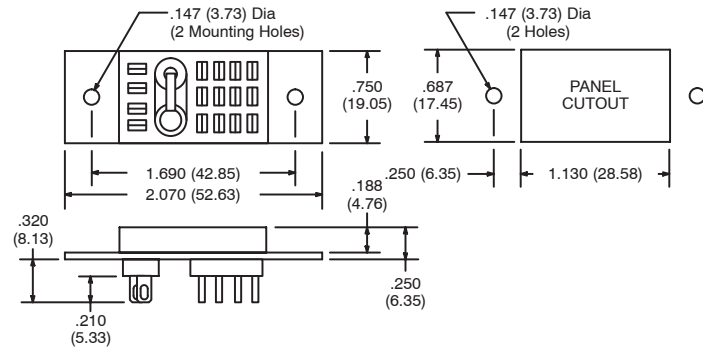 .147 (3.73) Dia
(2 Mounting Holes)
.750
(19.05)
1.690 (42.85)
2.070 (52.63)
.147 (3.73) Dia
(2 Holes)
.687
(17.45)
PANEL
CUTOUT
.250 (6.35)
1.130 (28.58)
.188
(4.76)
.320
(8.13)
.210
(5.33)
.250
(6.35)